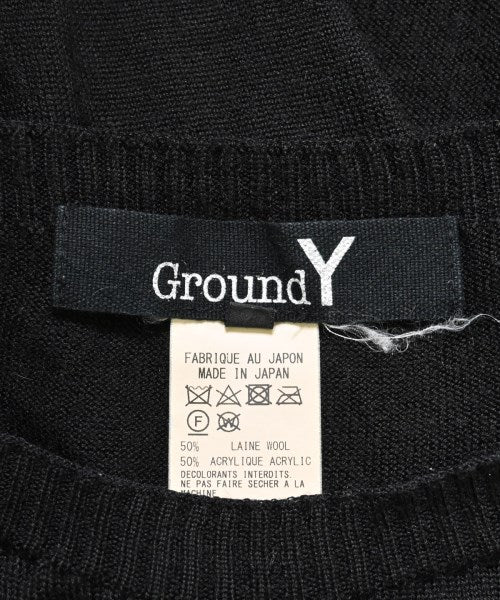 Ground Y
FABRIQUE AU JAPON
MADE IN JAPAN
F W
50% LAINE WOOL
50% ACRYLIQUE ACRYLIC
DECOLORANTS INTERDITS.
NE PAS FAIRE SECHER A LA
MACHINE